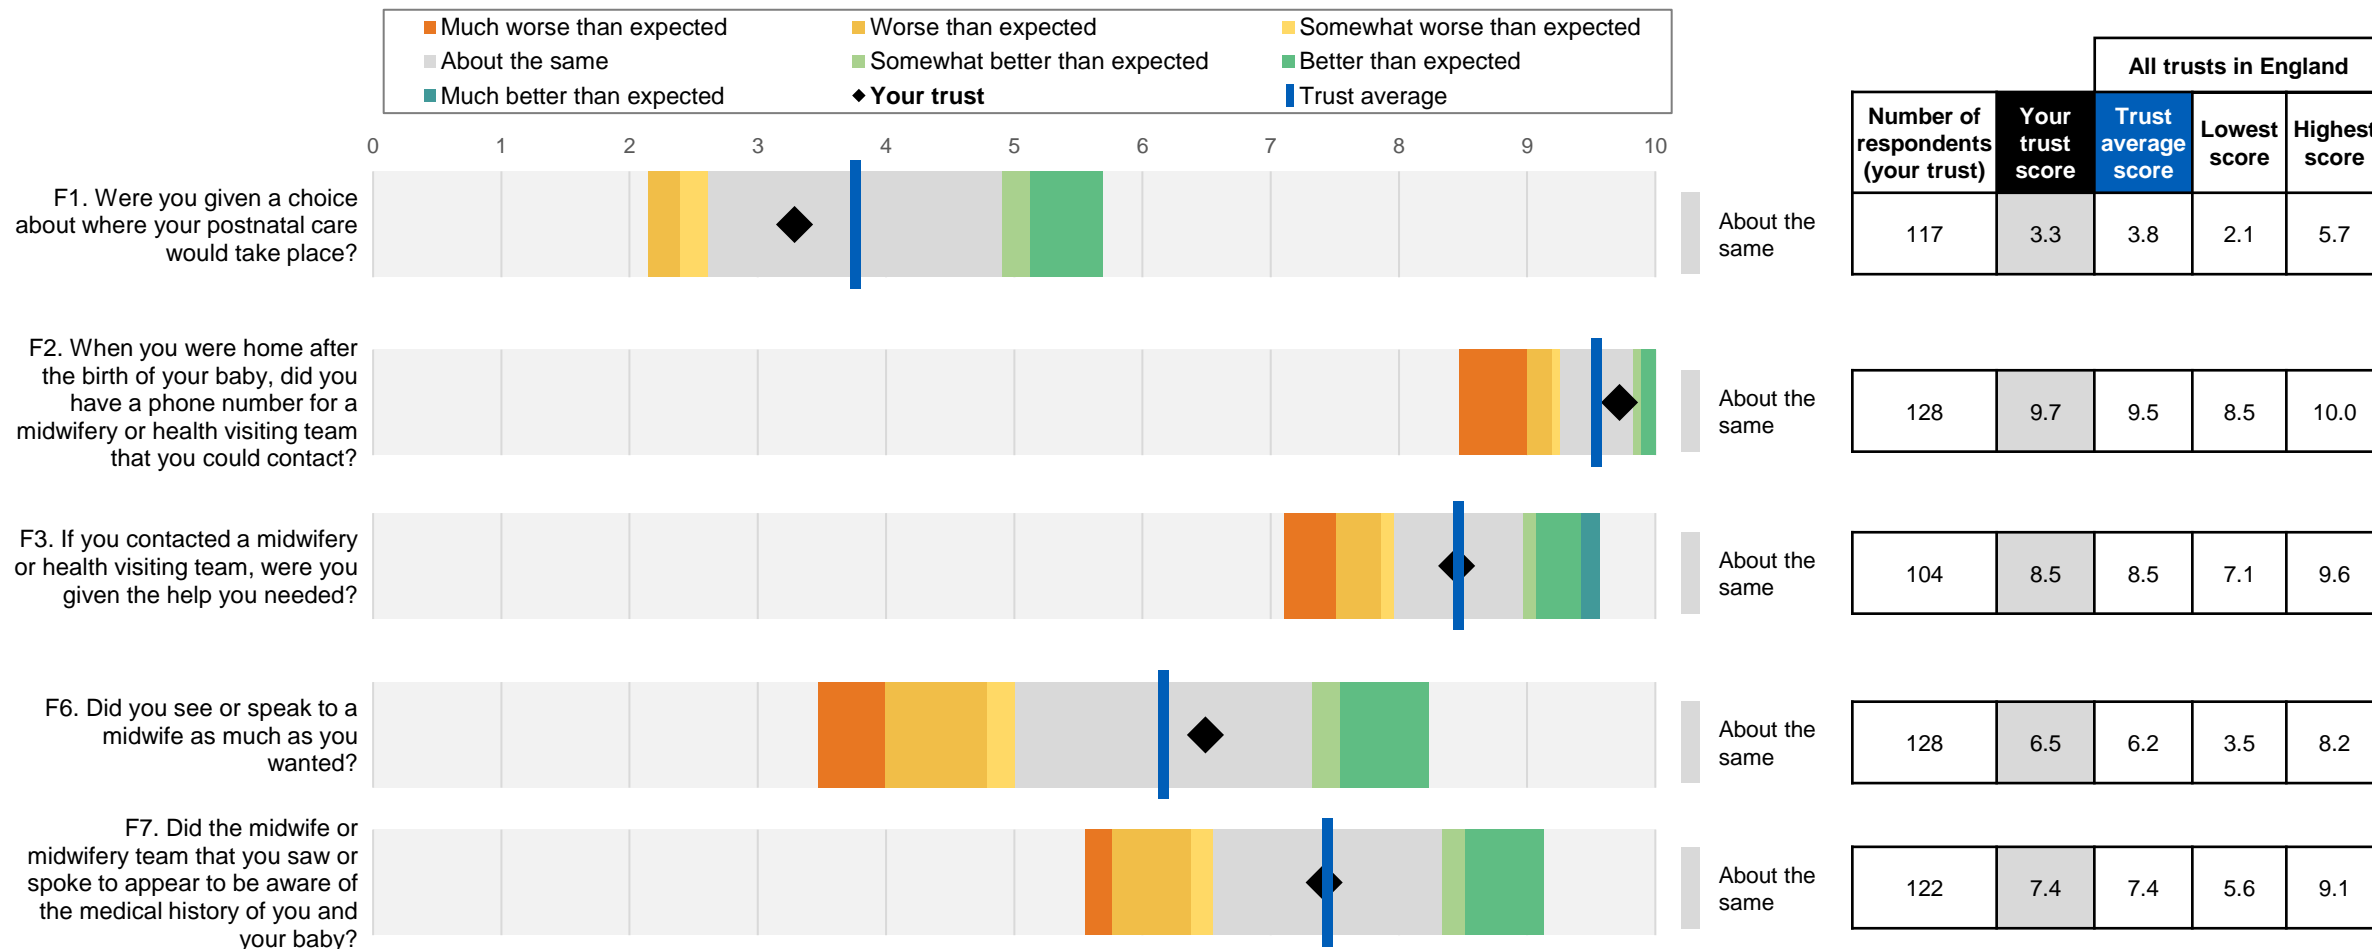 Much worse than expected
Worse than expected
Somewhat worse than expected
About the same
Somewhat better than expected
Better than expected
Much better than expected
Your trust
Trust average
All trusts in England
Number of
respondents
(your trust)
Your
trust
score
Trust
average
score
Lowest
score
Highest
score
0 1 2 3 4 5 6 7 8 9 10
F1. Were you given a choice
about where your postnatal care
would take place?
About the
same
117 3.3 3.8 2.1 5.7
F2. When you were home after
the birth of your baby, did you
have a phone number for a
midwifery or health visiting team
that you could contact?
About the
same
128 9.7 9.5 8.5 10.0
F3. If you contacted a midwifery
or health visiting team, were you
given the help you needed?
About the
same
104 8.5 8.5 7.1 9.6
F6. Did you see or speak to a
midwife as much as you
wanted?
About the
same
128 6.5 6.2 3.5 8.2
F7. Did the midwife or
midwifery team that you saw or
spoke to appear to be aware of
the medical history of you and
your baby?
About the
same
122 7.4 7.4 5.6 9.1